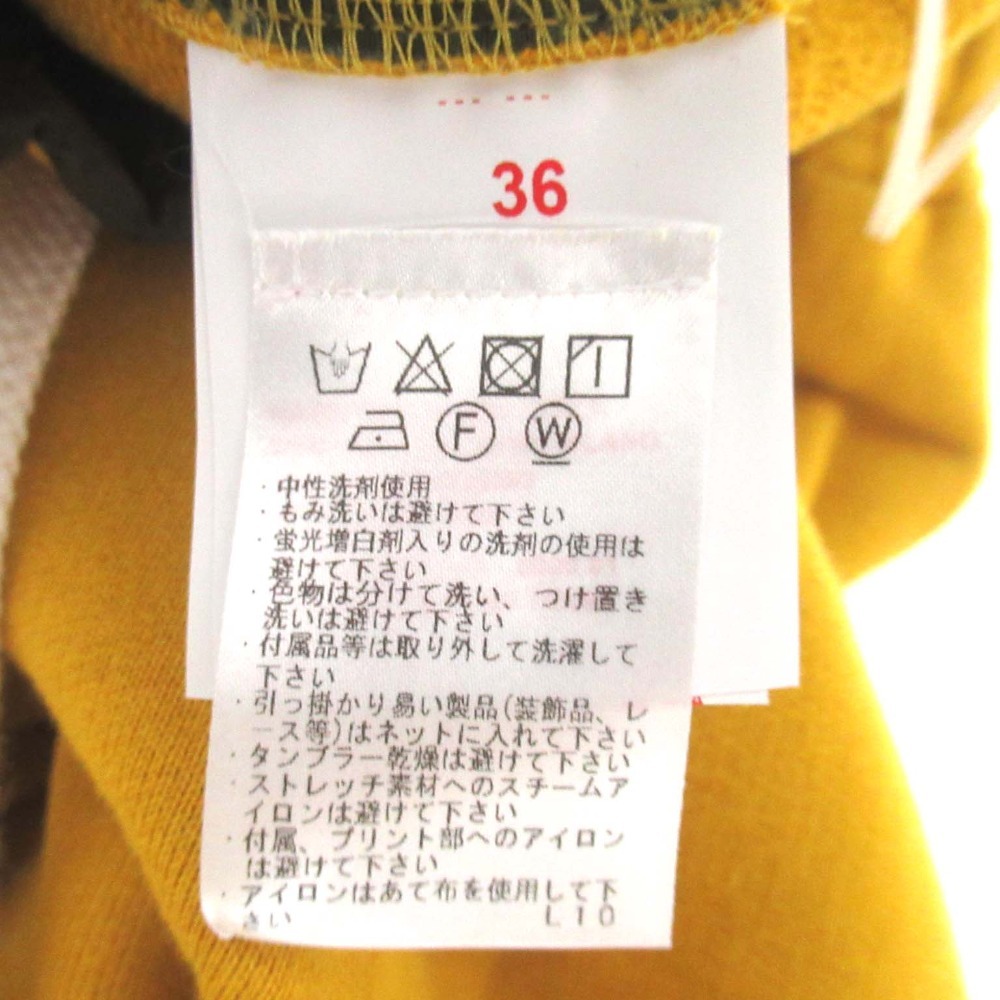 36
F W
・中性洗剤使用
・もみ洗いは避けて下さい
・蛍光増白剤入りの洗剤の使用は
避けて下さい
・色物は分けて洗い、つけ置き
洗いは避けて下さい
・付属品等は取り外して洗濯して
下さい
・引っ掛かり易い製品(装飾品、レ
ース等)はネットに入れて下さい
・タンブラー乾燥は避けて下さい
・ストレッチ素材へのスチームア
イロンは避けて下さい
・付属、プリント部へのアイロン
は避けて下さい
・アイロンはあて布を使用して下
さい L10